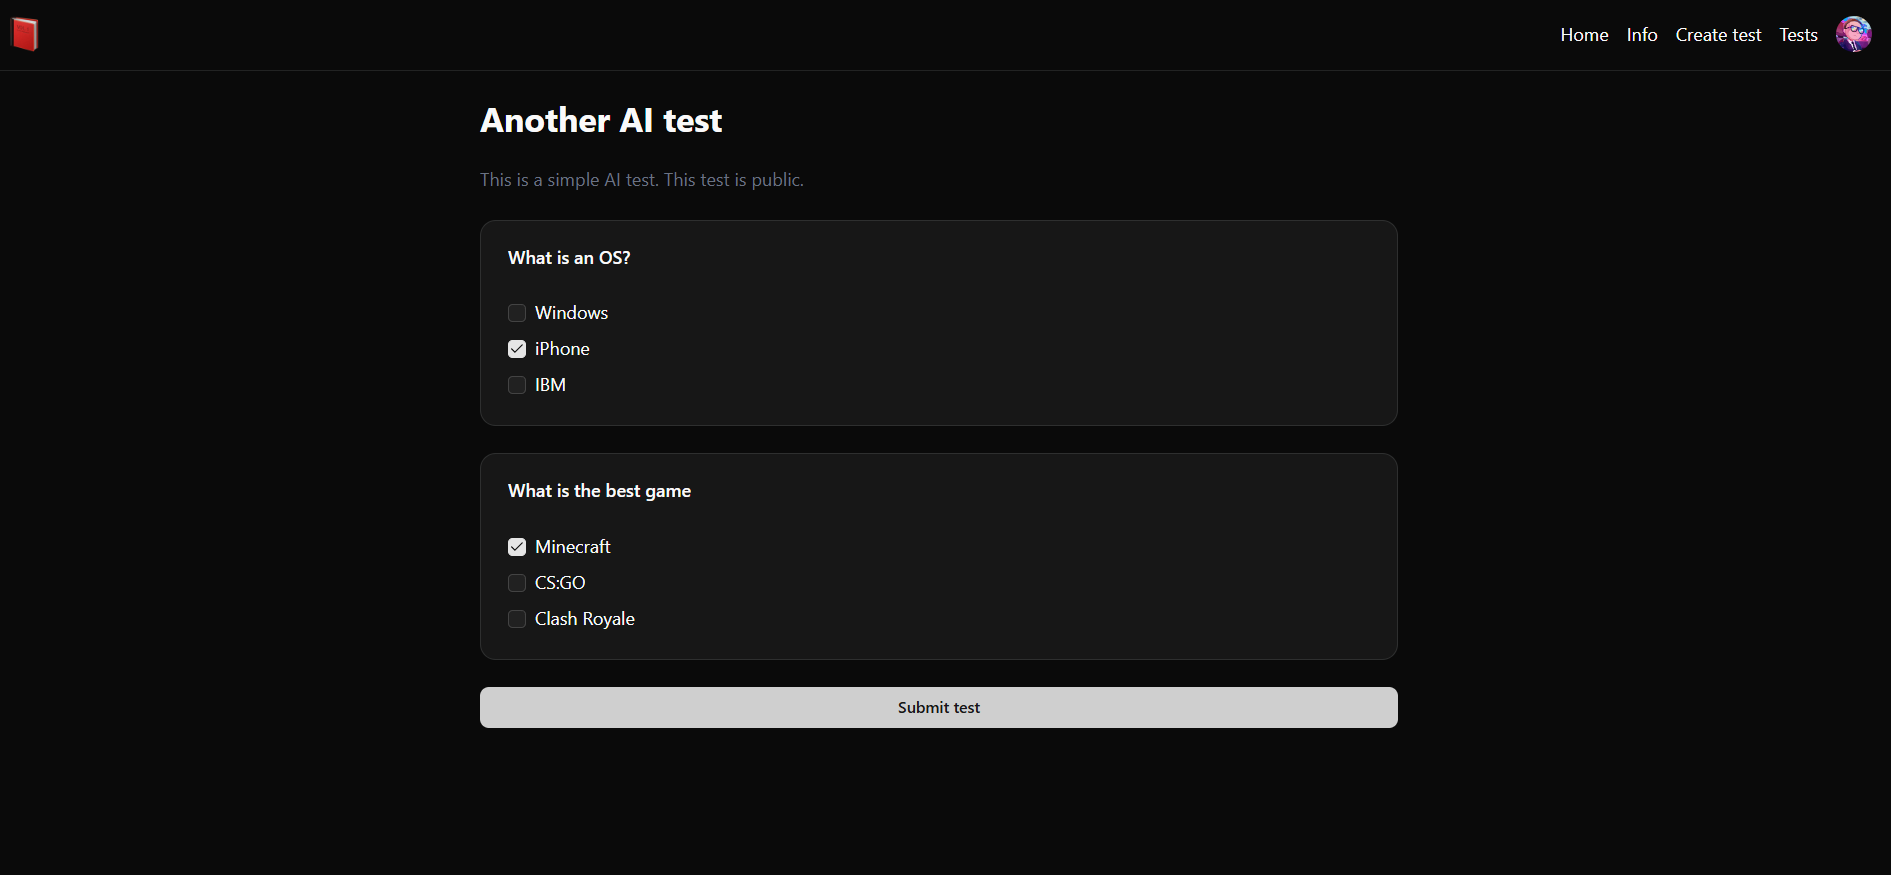 Home Info Create test Tests
Another AI test
This is a simple AI test. This test is public.
What is an OS?
Windows
iPhone
IBM
What is the best game
Minecraft
CS:GO
Clash Royale
Submit test